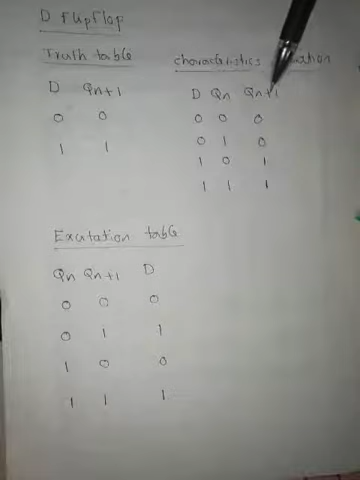 D FlipFlop
Truth table
D Qn+1
0 0
1 1
characteristics
D Qn Qn+1
0 0 0
0 1 0
1 0 1
1 1 1
Exutation table
Qn Qn+1 D
0 0 0
0 1 1
1 0 0
1 1 1